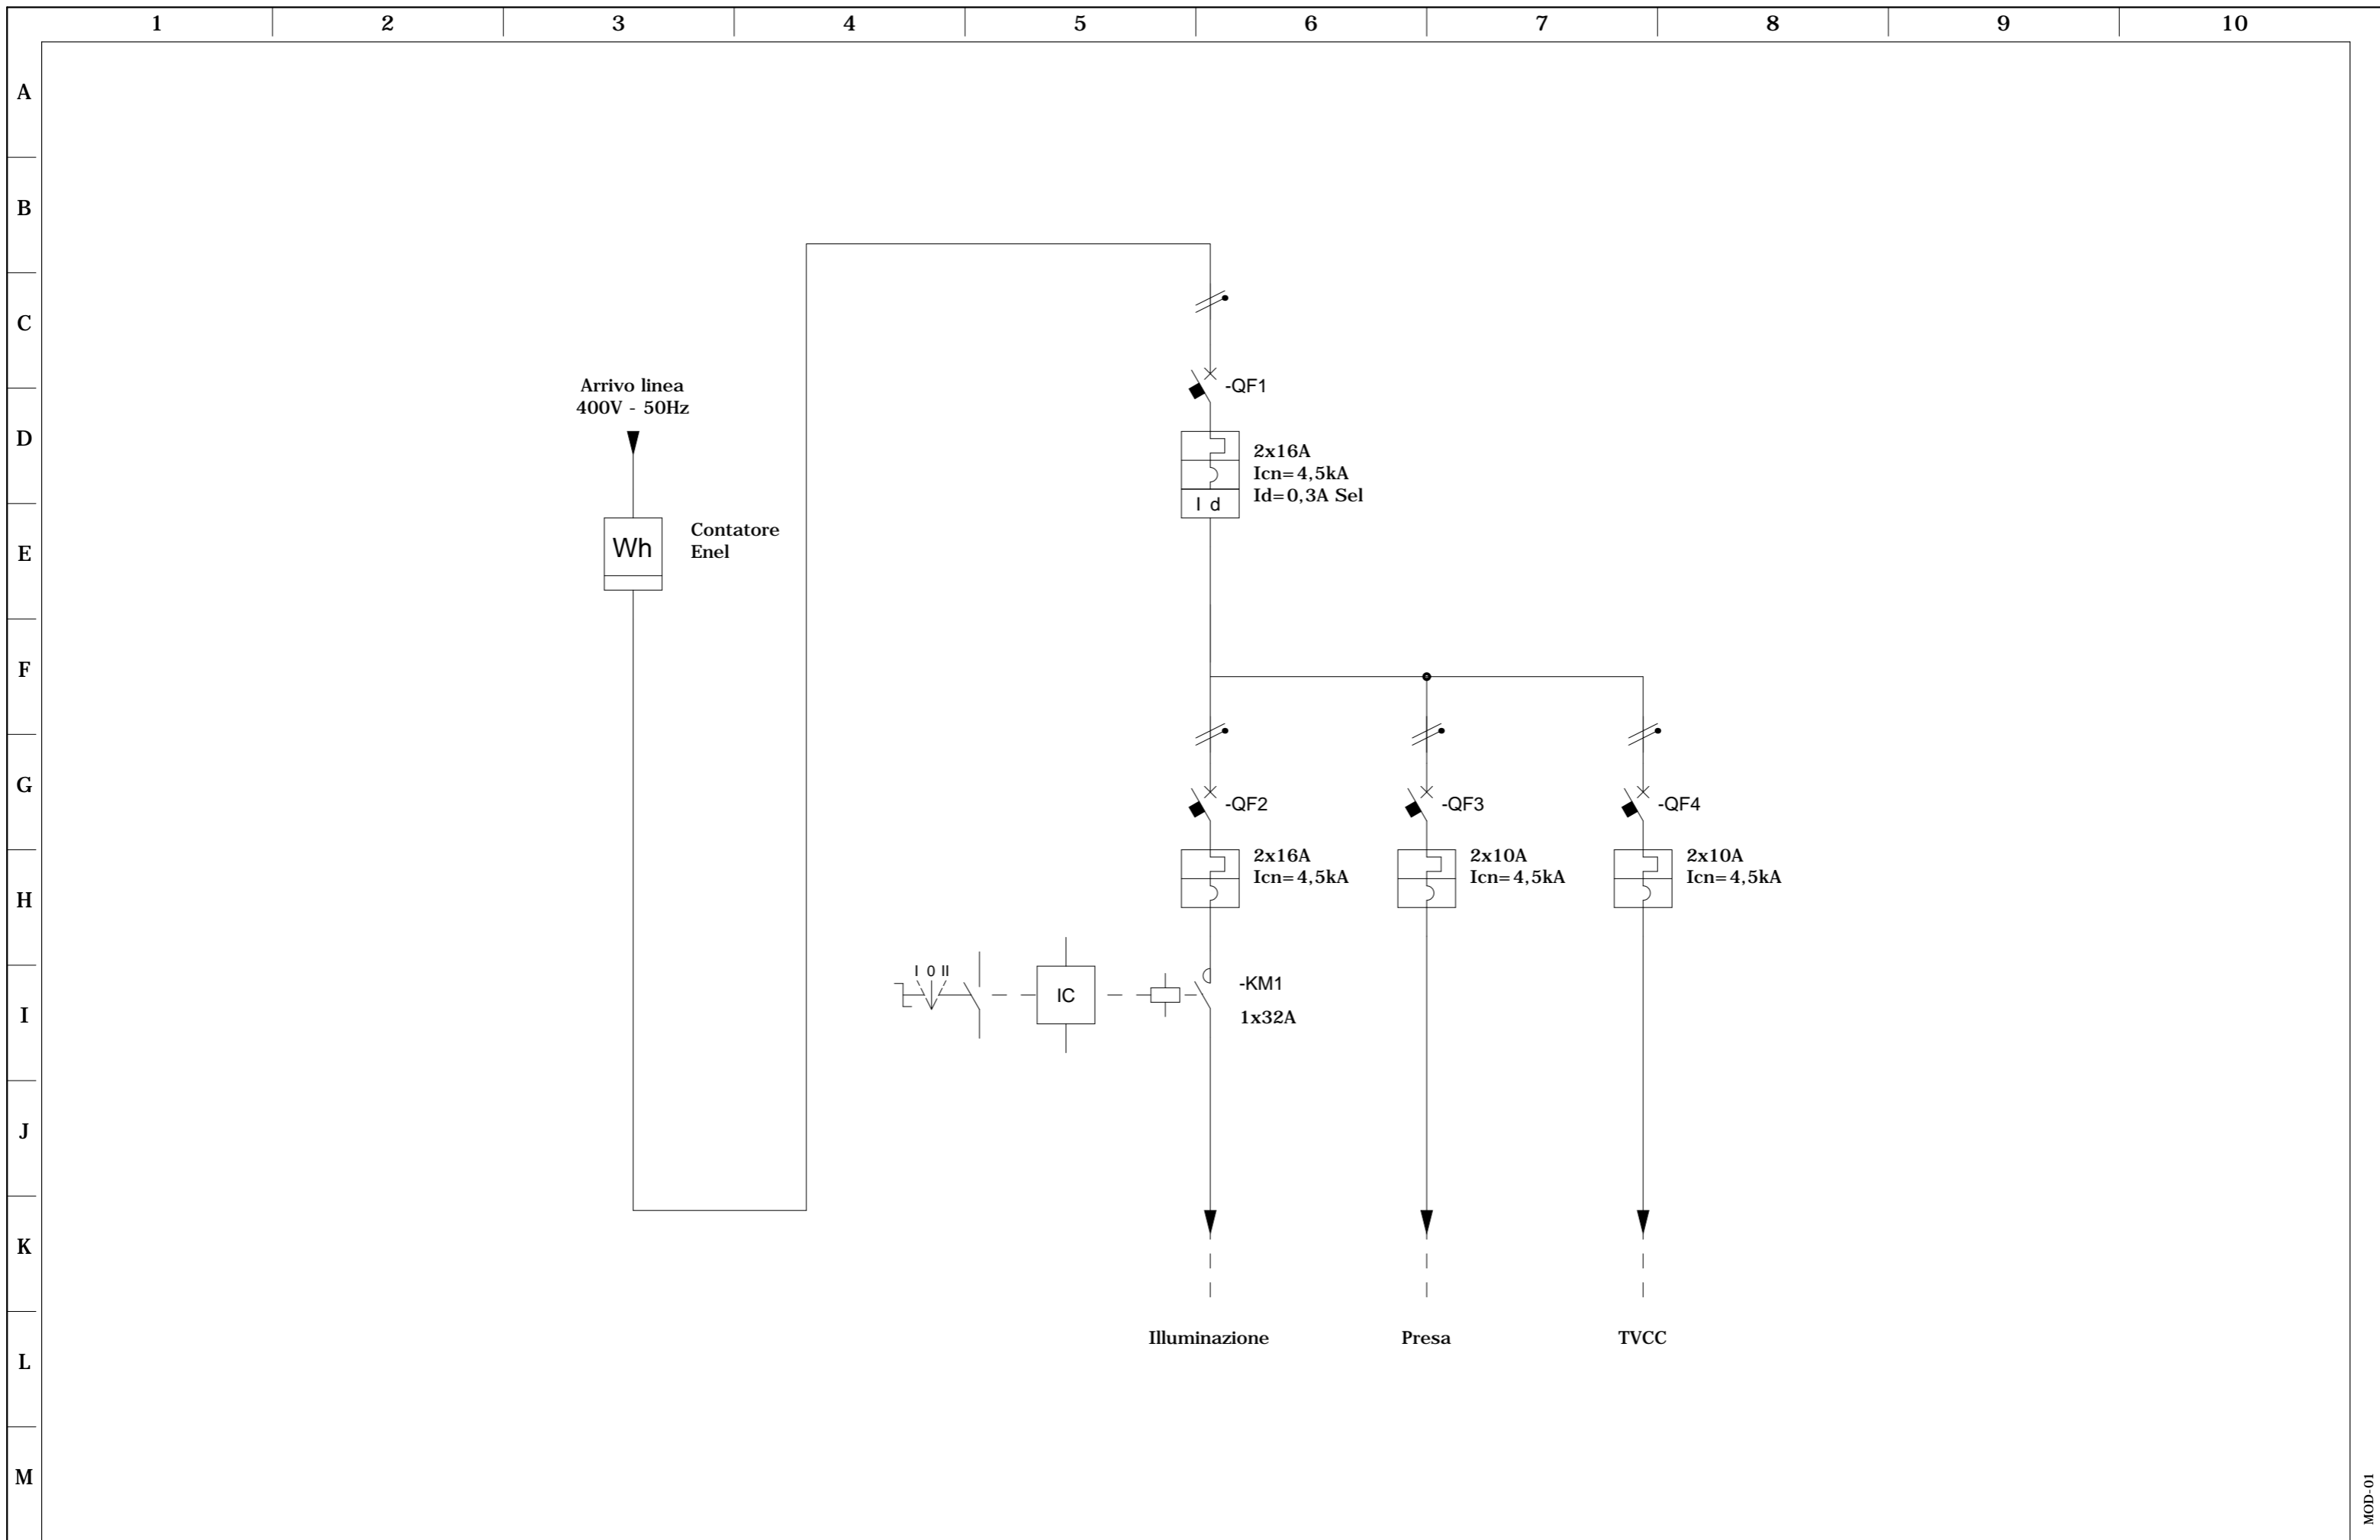 1 2 3 4 5 6 7 8 9 10
A
B
C
D
E
F
G
H
I
J
K
L
M
Arrivo linea
400V - 50Hz
Wh
Contatore
Enel
-QF1
2x16A
Icn=4,5kA
Id=0,3A Sel
I d
-QF2
2x16A
Icn=4,5kA
-QF3
2x10A
Icn=4,5kA
-QF4
2x10A
Icn=4,5kA
I 0 II
IC
-KM1
1x32A
Illuminazione
Presa
TVCC
MOD-01